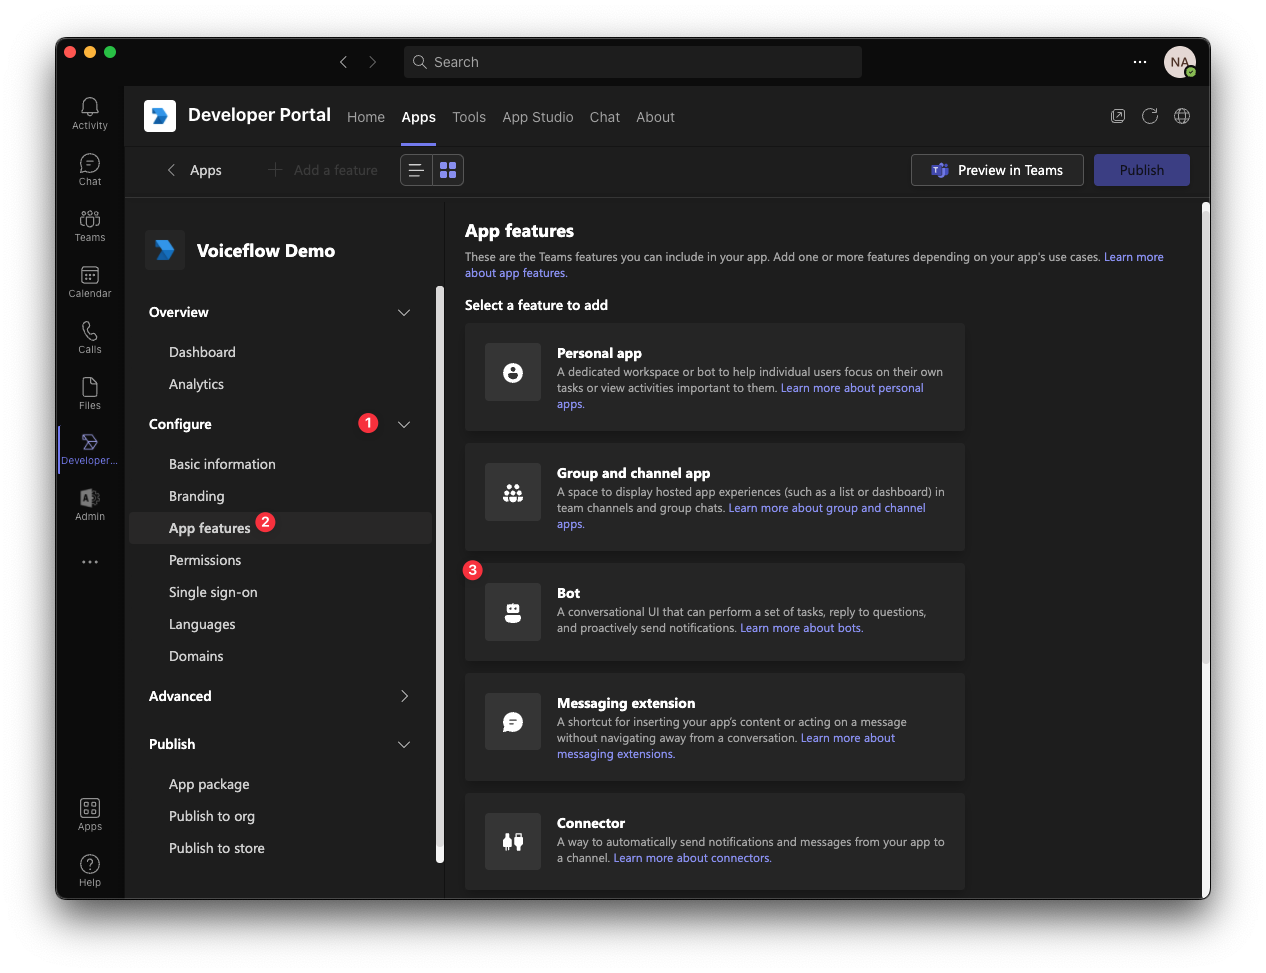 Search
NA
Activity
Chat
Teams
Calendar
Calls
Files
Developer...
Admin
Apps
Help
Developer Portal
Home
Apps
Tools
App Studio
Chat
About
Apps
Add a feature
Preview in Teams
Publish
Voiceflow Demo
Overview
Dashboard
Analytics
Configure
1
Basic information
Branding
App features
2
Permissions
Single sign-on
Languages
Domains
Advanced
Publish
App package
Publish to org
Publish to store
App features
These are the Teams features you can include in your app. Add one or more features depending on your app's use cases. Learn more
about app features.
Select a feature to add
Personal app
A dedicated workspace or bot to help individual users focus on their own
tasks or view activities important to them. Learn more about personal
apps.
Group and channel app
A space to display hosted app experiences (such as a list or dashboard) in
team channels and group chats. Learn more about group and channel
apps.
3
Bot
A conversational UI that can perform a set of tasks, reply to questions,
and proactively send notifications. Learn more about bots.
Messaging extension
A shortcut for inserting your app's content or acting on a message
without navigating away from a conversation. Learn more about
messaging extensions.
Connector
A way to automatically send notifications and messages from your app to
a channel. Learn more about connectors.